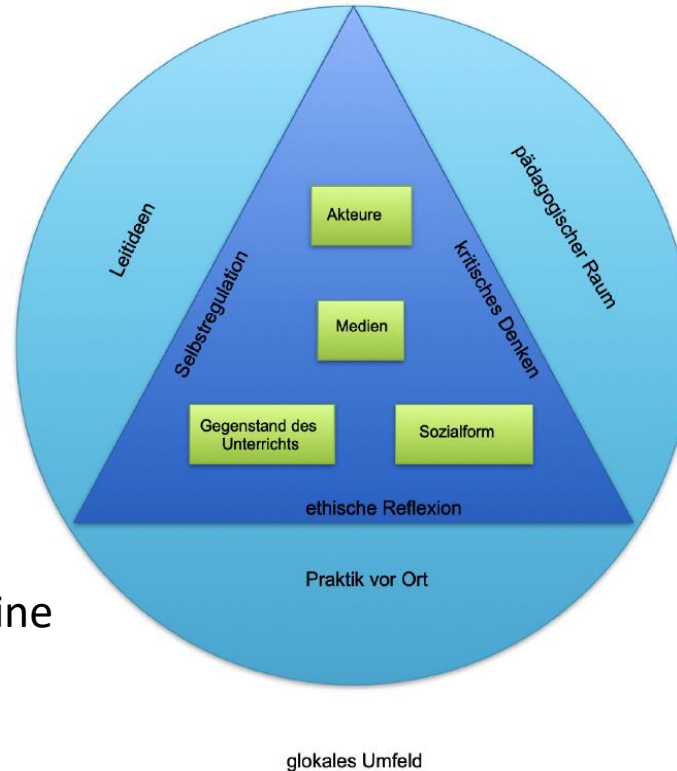 Leitideen
pädagogischer Raum
Akteure
Selbstregulation
kritisches Denken
Medien
Gegenstand des
Unterrichts
Sozialform
ethische Reflexion
Praktik vor Ort
ine
glokales Umfeld